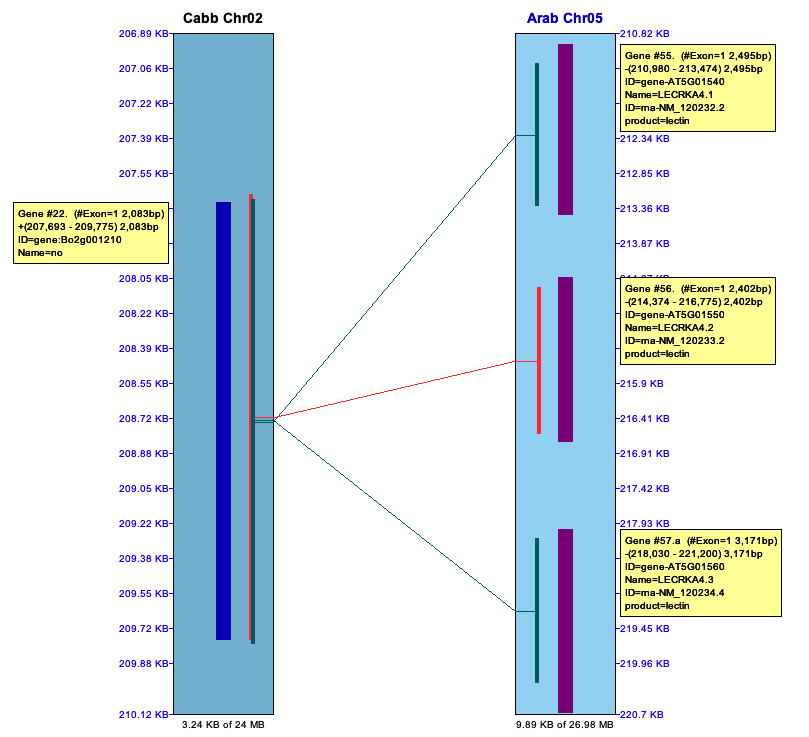 Cabb Chr02
206.89 KB
207.06 KB
207.22 KB
207.39 KB
207.55 KB
Gene #22. (#Exon=1 2,083bp)
+(207,693 - 209,775) 2,083bp
ID=gene:Bo2g001210
Name=no
208.05 KB
208.22 KB
208.39 KB
208.55 KB
208.72 KB
208.88 KB
209.05 KB
209.22 KB
209.38 KB
209.55 KB
209.72 KB
209.88 KB
210.12 KB
3.24 KB of 24 MB
Arab Chr05
210.82 KB
Gene #55. (#Exon=1 2,495bp)
-(210,980 - 213,474) 2,495bp
ID=gene-AT5G01540
Name=LECRKA4.1
ID=rna-NM_120232.2
product=lectin
212.34 KB
212.85 KB
213.36 KB
213.87 KB
Gene #56. (#Exon=1 2,402bp)
-(214,374 - 216,775) 2,402bp
ID=gene-AT5G01550
Name=LECRKA4.2
ID=rna-NM_120233.2
product=lectin
215.9 KB
216.41 KB
216.91 KB
217.42 KB
217.93 KB
Gene #57.a (#Exon=1 3,171bp)
-(218,030 - 221,200) 3,171bp
ID=gene-AT5G01560
Name=LECRKA4.3
ID=rna-NM_120234.4
product=lectin
219.45 KB
219.96 KB
220.7 KB
9.89 KB of 26.98 MB